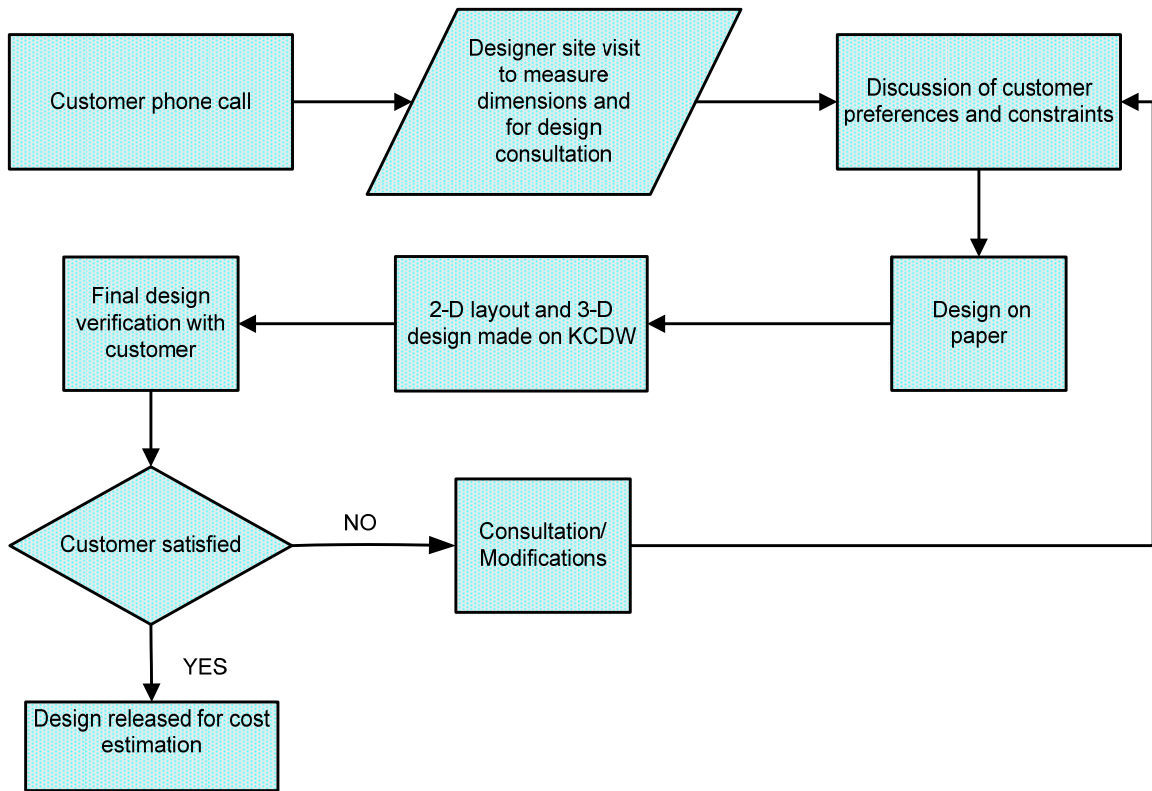 Customer phone call
Designer site visit
to measure
dimensions and
for design
consultation
Discussion of customer
preferences and constraints
Final design
verification with
customer
2-D layout and 3-D
design made on KCDW
Design on
paper
Customer satisfied
NO
Consultation/
Modifications
YES
Design released for cost
estimation